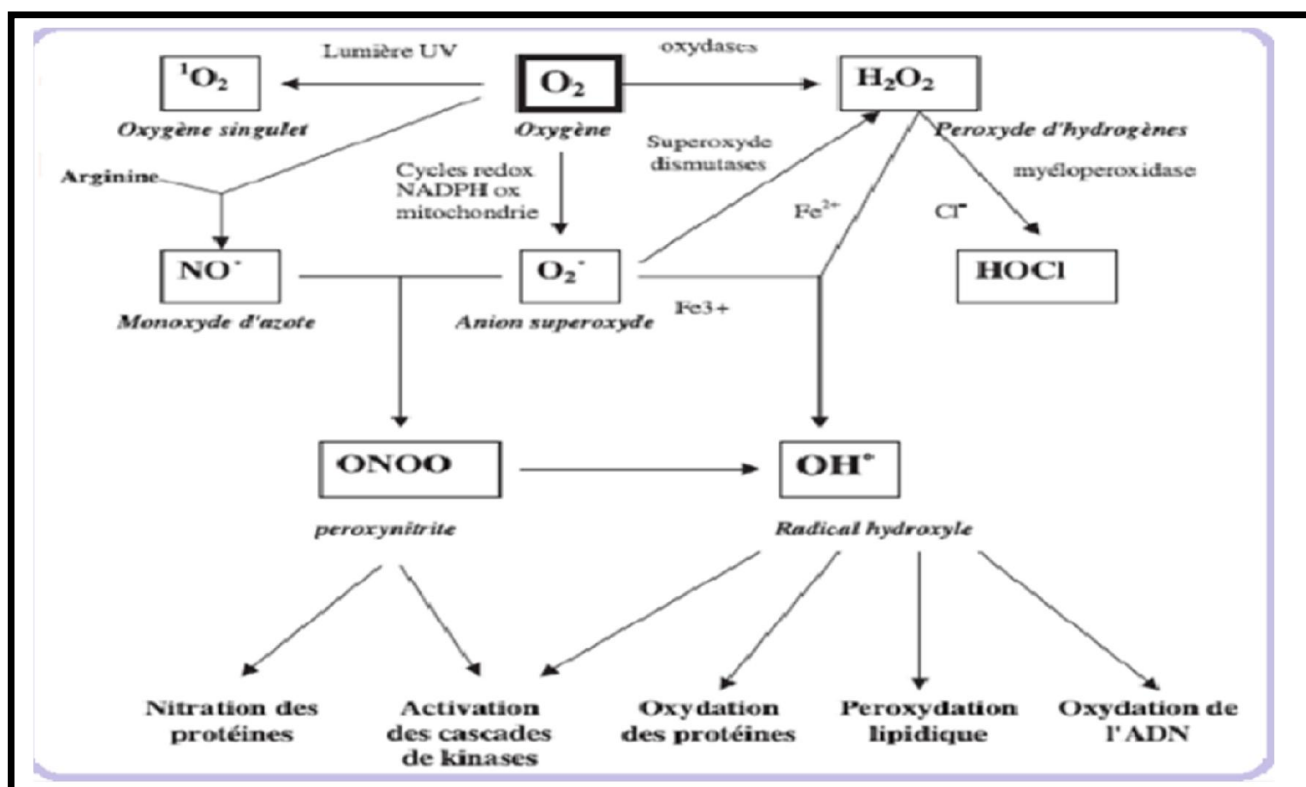 Lumière UV
oxydases
¹O₂
O₂
H₂O₂
Oxygène singulet
Oxygène
Peroxyde d'hydrogènes
Arginine
Cycles redox
NADPH ox
mitochondrie
Superoxyde
dismutases
myéloperoxidase
Fe²⁺
Cl⁻
NO·
O₂·
HOCl
Monoxyde d'azote
Anion superoxyde
Fe3+
ONOO
OH°
peroxynitrite
Radical hydroxyle
Nitration des
protéines
Activation
des cascades
de kinases
Oxydation
des protéines
Peroxydation
lipidique
Oxydation de
l'ADN